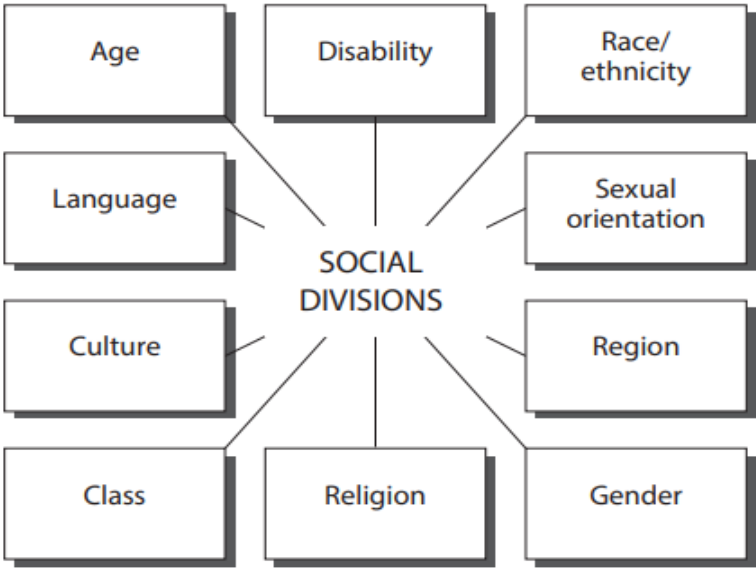 Age
Disability
Race/
ethnicity
Language
Sexual
orientation
SOCIAL
DIVISIONS
Culture
Region
Class
Religion
Gender